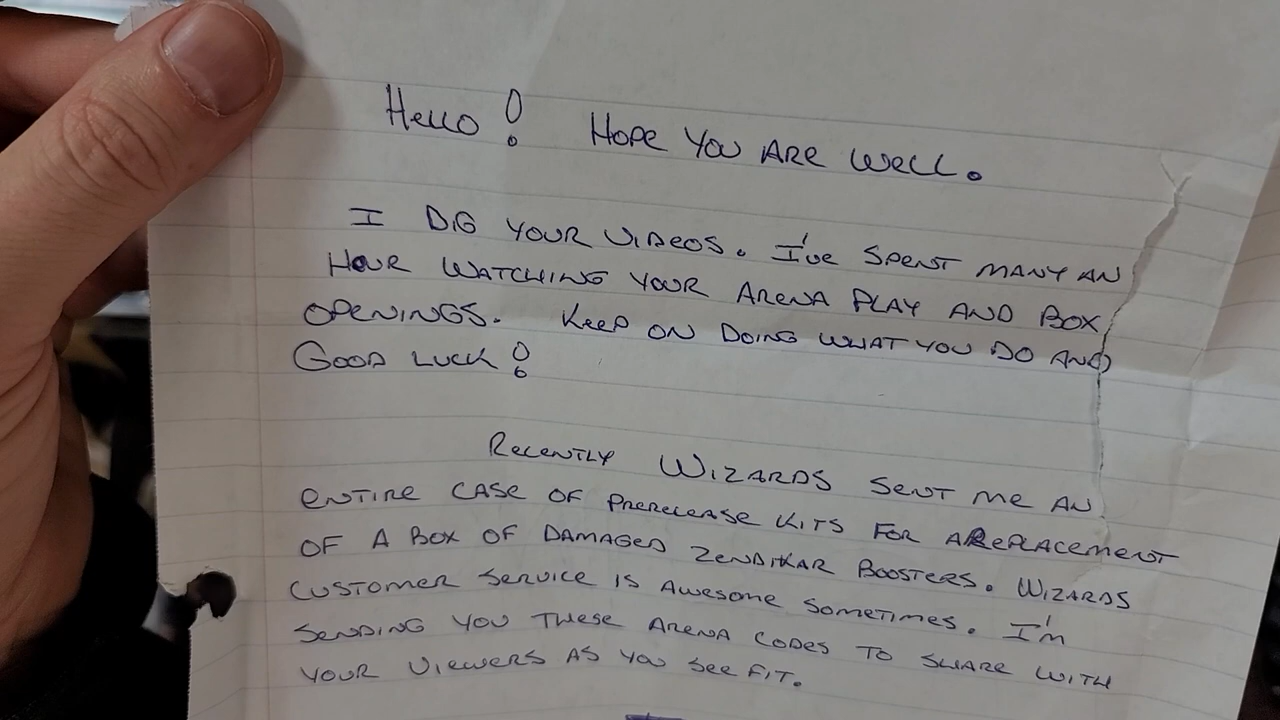 Hello! Hope you are well.
I dig your videos. I've spent many an
hour watching your Arena play and box
openings. Keep on doing what you do and
Good luck!
Recently Wizards sent me an
entire case of prerelease kits for a replacement
of a box of damaged Zendikar boosters. Wizards
customer service is awesome sometimes. I'm
sending you these Arena codes to share with
your viewers as you see fit.